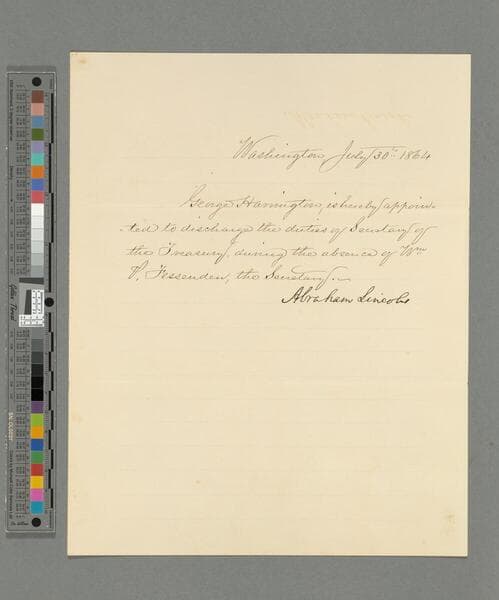 Washington, July 30th 1864
George Harrington, is hereby appoin-
ted to discharge the duties of Secretary of
the Treasury, during the absence of Wm
P. Fessenden, the Secretary.
Abraham Lincoln